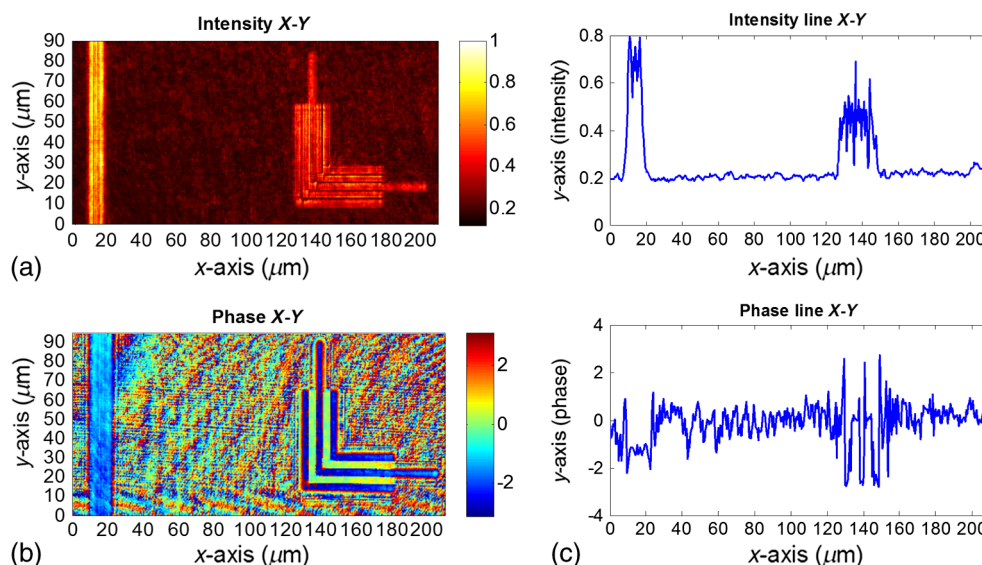 Intensity X-Y
90
80
70
60
50
40
30
20
10
0
y-axis (μm)
0 20 40 60 80 100 120 140 160 180 200
x-axis (μm)
1
0.8
0.6
0.4
0.2
(a)
Intensity line X-Y
0.8
0.6
0.4
0.2
0
y-axis (intensity)
0 20 40 60 80 100 120 140 160 180 200
x-axis (μm)
Phase X-Y
90
80
70
60
50
40
30
20
10
0
y-axis (μm)
0 20 40 60 80 100 120 140 160 180 200
x-axis (μm)
2
0
-2
(b)
Phase line X-Y
4
2
0
-2
-4
y-axis (phase)
0 20 40 60 80 100 120 140 160 180 200
x-axis (μm)
(c)